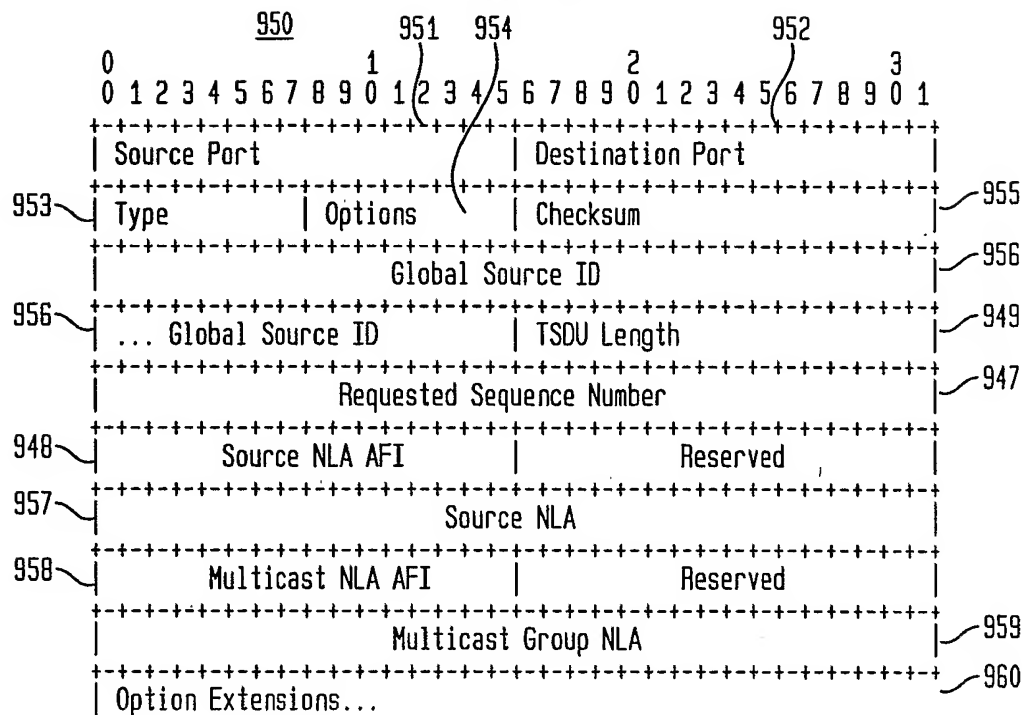 950 951 954 952
0 1 2 3
0 1 2 3 4 5 6 7 8 9 0 1 2 3 4 5 6 7 8 9 0 1 2 3 4 5 6 7 8 9 0 1
+-+-+-+-+-+-+-+-+-+-+-+-+-+-+-+-+-+-+-+-+-+-+-+-+-+-+-+-+-+-+-+-+
| Source Port | Destination Port |
+-+-+-+-+-+-+-+-+-+-+-+-+-+-+-+-+-+-+-+-+-+-+-+-+-+-+-+-+-+-+-+-+
953 | Type | Options | Checksum | 955
+-+-+-+-+-+-+-+-+-+-+-+-+-+-+-+-+-+-+-+-+-+-+-+-+-+-+-+-+-+-+-+-+
| Global Source ID | 956
+-+-+-+-+-+-+-+-+-+-+-+-+-+-+-+-+-+-+-+-+-+-+-+-+-+-+-+-+-+-+-+-+
956 | ... Global Source ID | TSDU Length | 949
+-+-+-+-+-+-+-+-+-+-+-+-+-+-+-+-+-+-+-+-+-+-+-+-+-+-+-+-+-+-+-+-+
| Requested Sequence Number | 947
+-+-+-+-+-+-+-+-+-+-+-+-+-+-+-+-+-+-+-+-+-+-+-+-+-+-+-+-+-+-+-+-+
948 | Source NLA AFI | Reserved |
+-+-+-+-+-+-+-+-+-+-+-+-+-+-+-+-+-+-+-+-+-+-+-+-+-+-+-+-+-+-+-+-+
957 | Source NLA |
+-+-+-+-+-+-+-+-+-+-+-+-+-+-+-+-+-+-+-+-+-+-+-+-+-+-+-+-+-+-+-+-+
958 | Multicast NLA AFI | Reserved |
+-+-+-+-+-+-+-+-+-+-+-+-+-+-+-+-+-+-+-+-+-+-+-+-+-+-+-+-+-+-+-+-+
| Multicast Group NLA | 959
+-+-+-+-+-+-+-+-+-+-+-+-+-+-+-+-+-+-+-+-+-+-+-+-+-+-+-+-+-+-+-+-+
| Option Extensions... 960